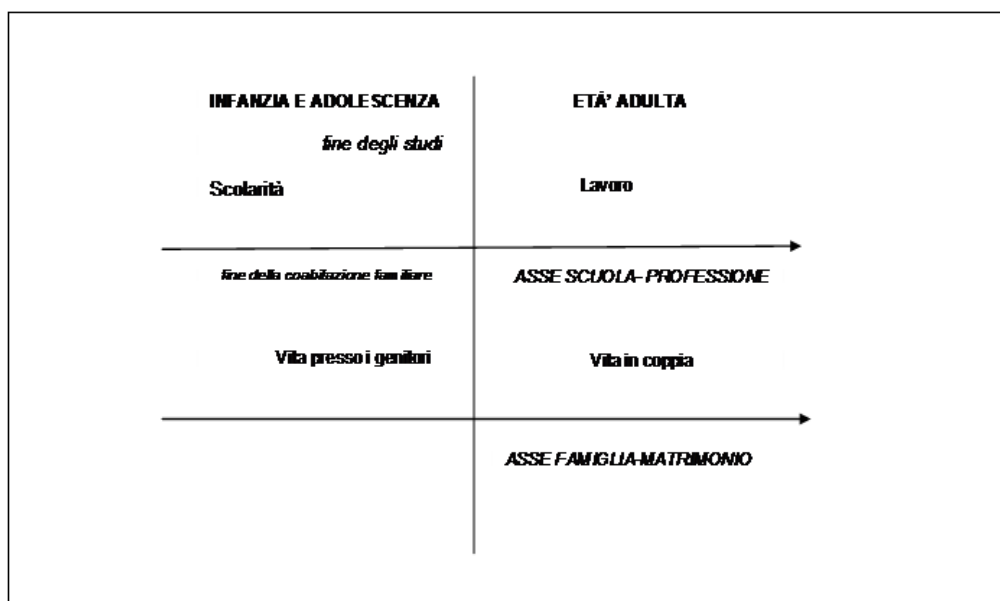 INFANZIA E ADOLESCENZA
ETÀ' ADULTA
fine degli studi
Scolarità
Lavoro
fine della coabitazione familiare
ASSE SCUOLA- PROFESSIONE
Vita presso i genitori
Vita in coppia
ASSE FAMIGLIA-MATRIMONIO